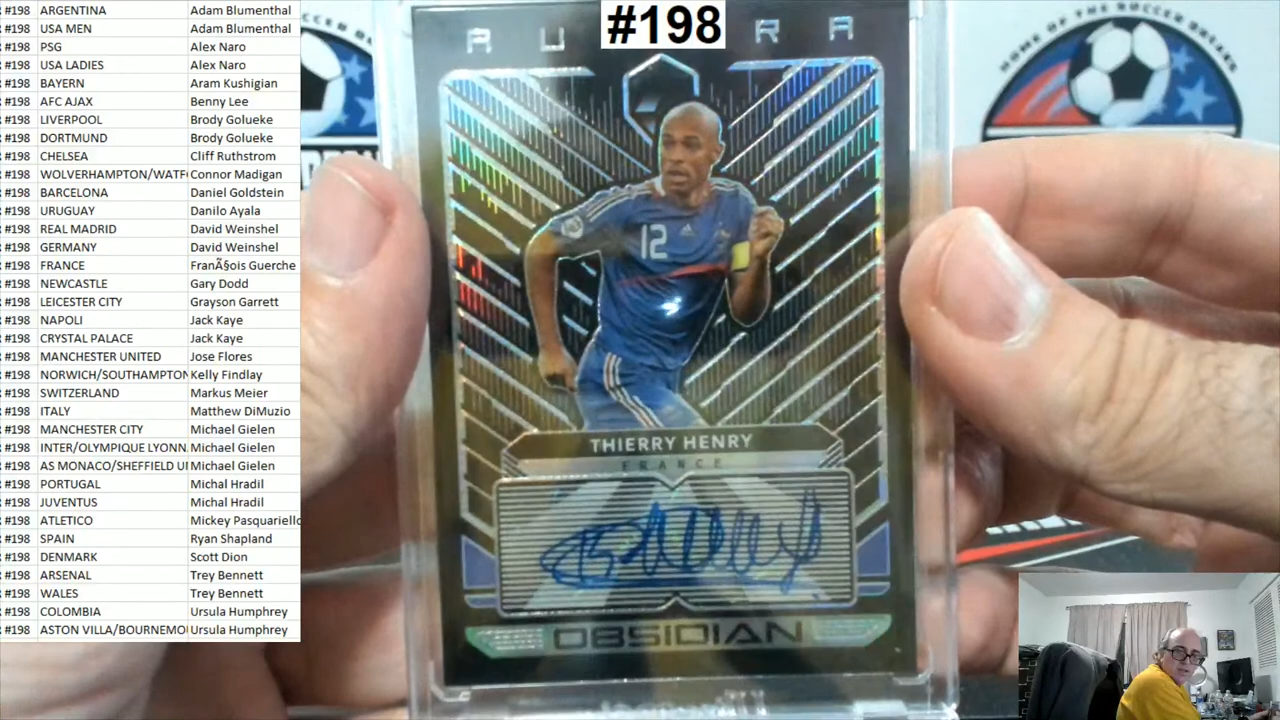 #198 ARGENTINA Adam Blumenthal
#198 USA MEN Adam Blumenthal
#198 PSG Alex Naro
#198 USA LADIES Alex Naro
#198 BAYERN Aram Kushigian
#198 AFC AJAX Benny Lee
#198 LIVERPOOL Brody Golueke
#198 DORTMUND Brody Golueke
#198 CHELSEA Cliff Ruthstrom
#198 WOLVERHAMPTON/WATF Connor Madigan
#198 BARCELONA Daniel Goldstein
#198 URUGUAY Danilo Ayala
#198 REAL MADRID David Weinshel
#198 GERMANY David Weinshel
#198 FRANCE FranÃ§ois Guerche
#198 NEWCASTLE Gary Dodd
#198 LEICESTER CITY Grayson Garrett
#198 NAPOLI Jack Kaye
#198 CRYSTAL PALACE Jack Kaye
#198 MANCHESTER UNITED Jose Flores
#198 NORWICH/SOUTHAMPTON Kelly Findlay
#198 SWITZERLAND Markus Meier
#198 ITALY Matthew DiMuzio
#198 MANCHESTER CITY Michael Gielen
#198 INTER/OLYMPIQUE LYONN Michael Gielen
#198 AS MONACO/SHEFFIELD UI Michael Gielen
#198 PORTUGAL Michal Hradil
#198 JUVENTUS Michal Hradil
#198 ATLETICO Mickey Pasquariello
#198 SPAIN Ryan Shapland
#198 DENMARK Scott Dion
#198 ARSENAL Trey Bennett
#198 WALES Trey Bennett
#198 COLOMBIA Ursula Humphrey
#198 ASTON VILLA/BOURNEMO Ursula Humphrey
#198
A U R A
12
THIERRY HENRY
FRANCE
OBSIDIAN
HOME OF THE SOCCER BREAKS